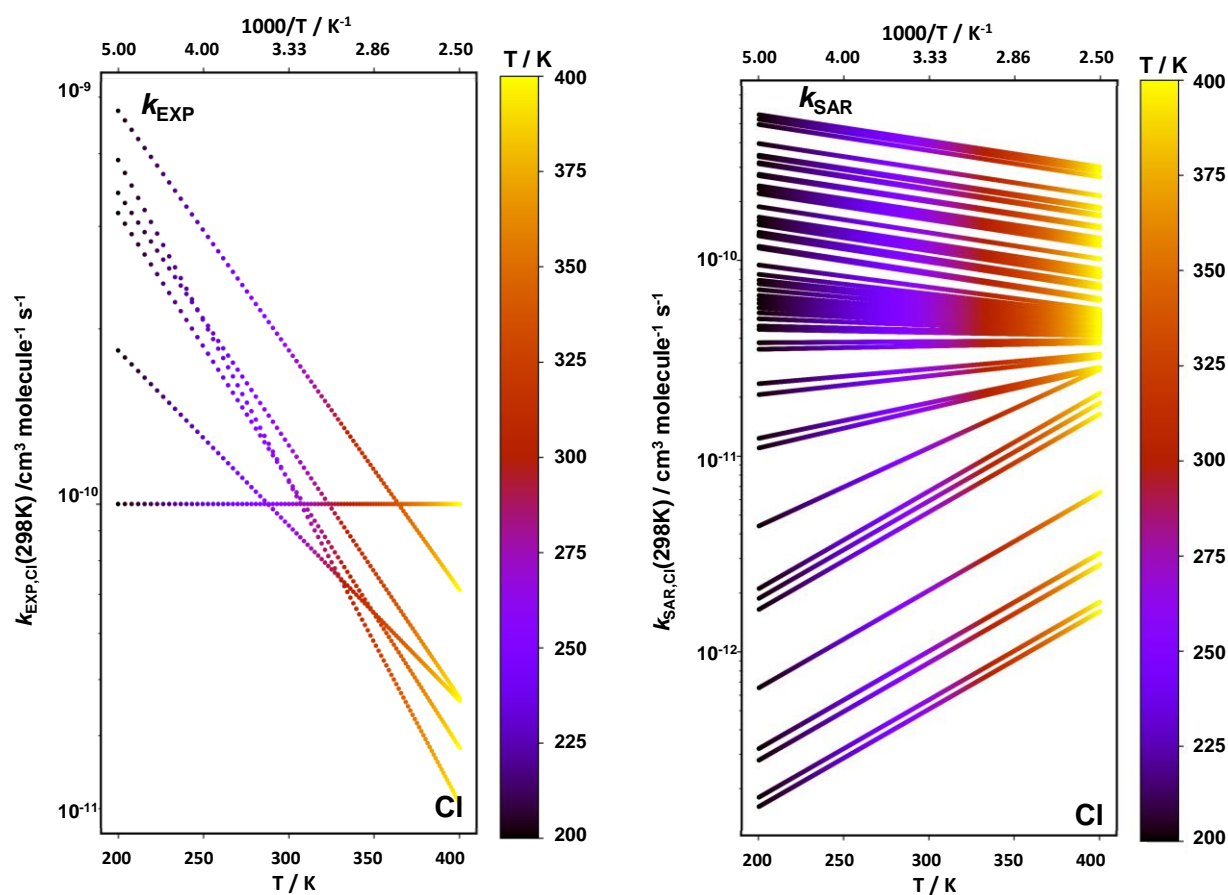 1000/T / K-1
5.00 4.00 3.33 2.86 2.50
T / K
10-9
10-10
10-11
kEXP
kEXP,Cl(298K) /cm3 molecule-1 s-1
Cl
200 250 300 350 400
T / K
400
375
350
325
300
275
250
225
200
1000/T / K-1
5.00 4.00 3.33 2.86 2.50
T / K
10-10
10-11
10-12
kSAR
kSAR,Cl(298K) / cm3 molecule-1 s-1
Cl
200 250 300 350 400
T / K
400
375
350
325
300
275
250
225
200